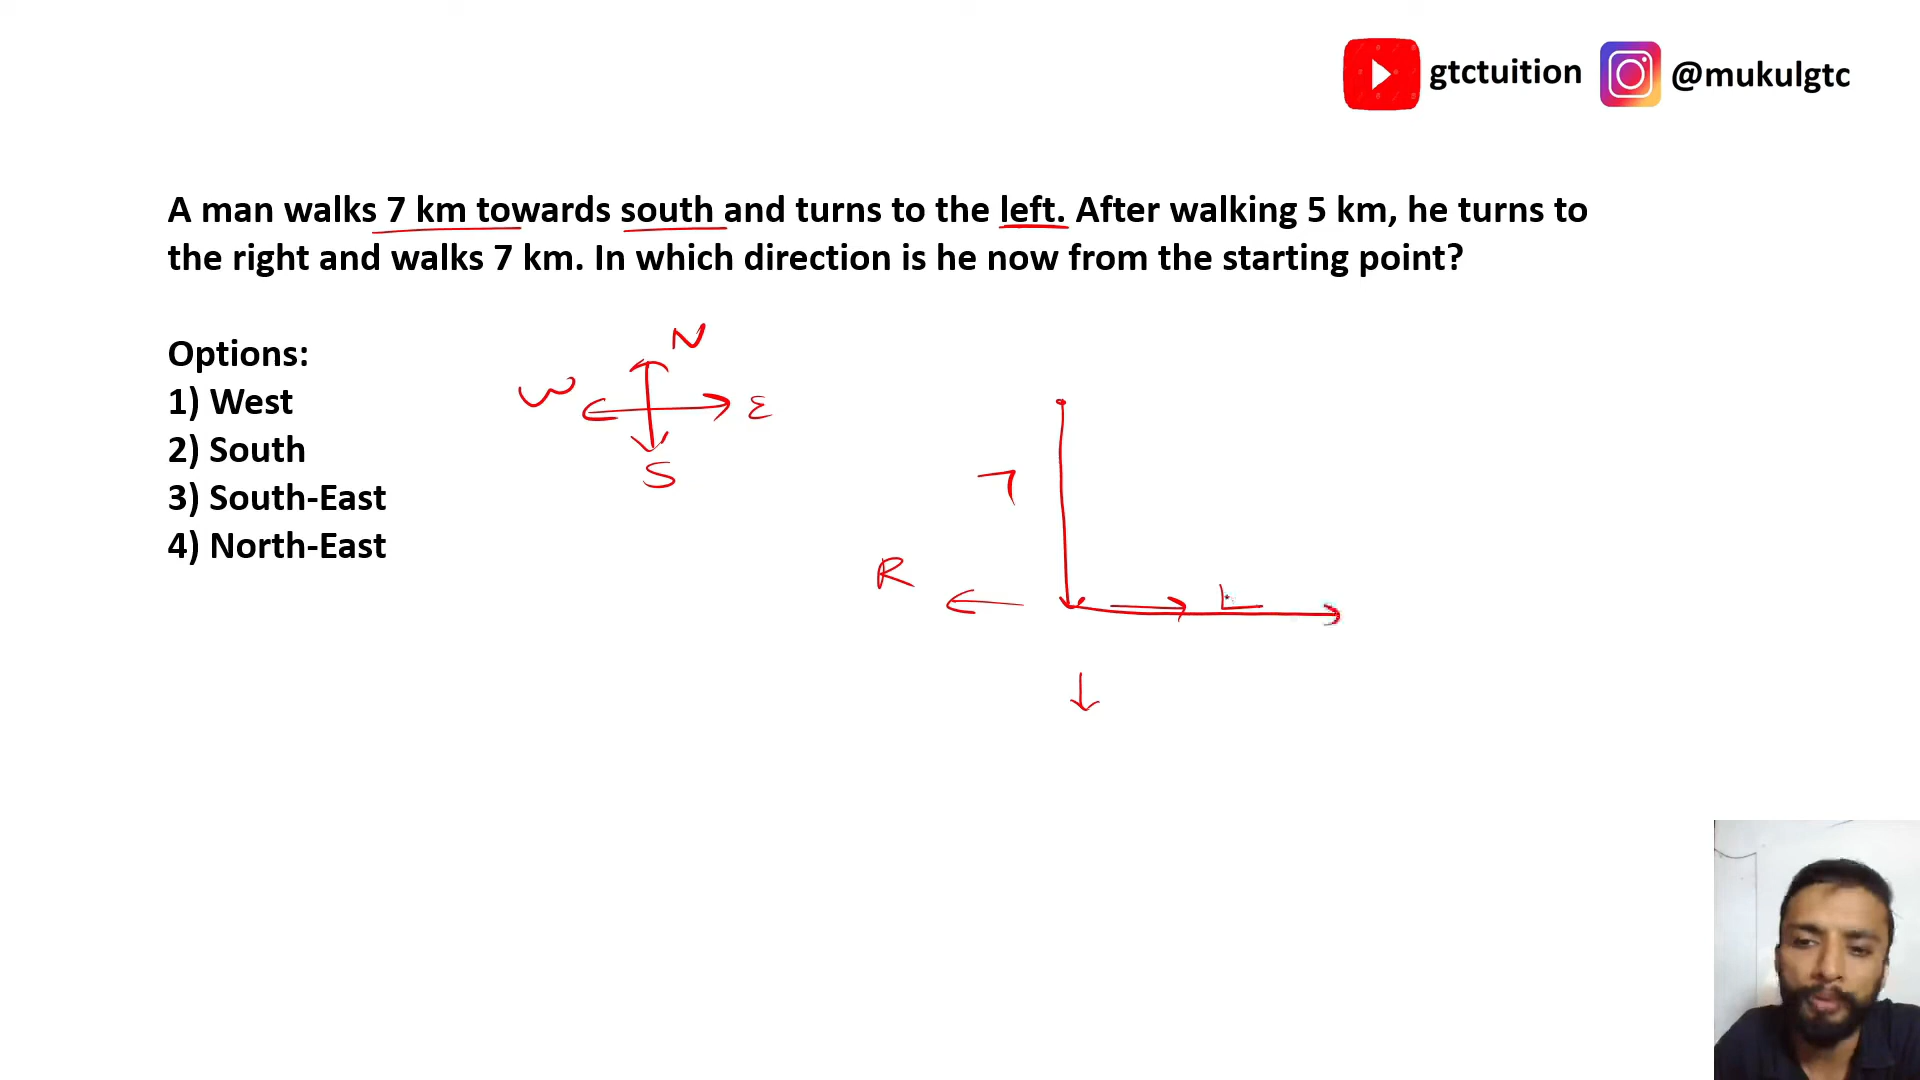 gtctuition @mukulgtc
A man walks 7 km towards south and turns to the left. After walking 5 km, he turns to
the right and walks 7 km. In which direction is he now from the starting point?
Options:
1) West
2) South
3) South-East
4) North-East
N
W
E
S
7
R
L